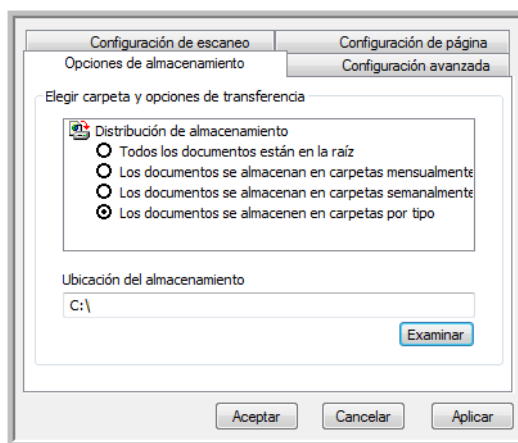 Configuración de escaneo
Configuración de página
Opciones de almacenamiento
Configuración avanzada
Elegir carpeta y opciones de transferencia
Distribución de almacenamiento
Todos los documentos están en la raíz
Los documentos se almacenan en carpetas mensualmente
Los documentos se almacenan en carpetas semanalmente
Los documentos se almacenen en carpetas por tipo
Ubicación del almacenamiento
C:\
Examinar
Aceptar
Cancelar
Aplicar